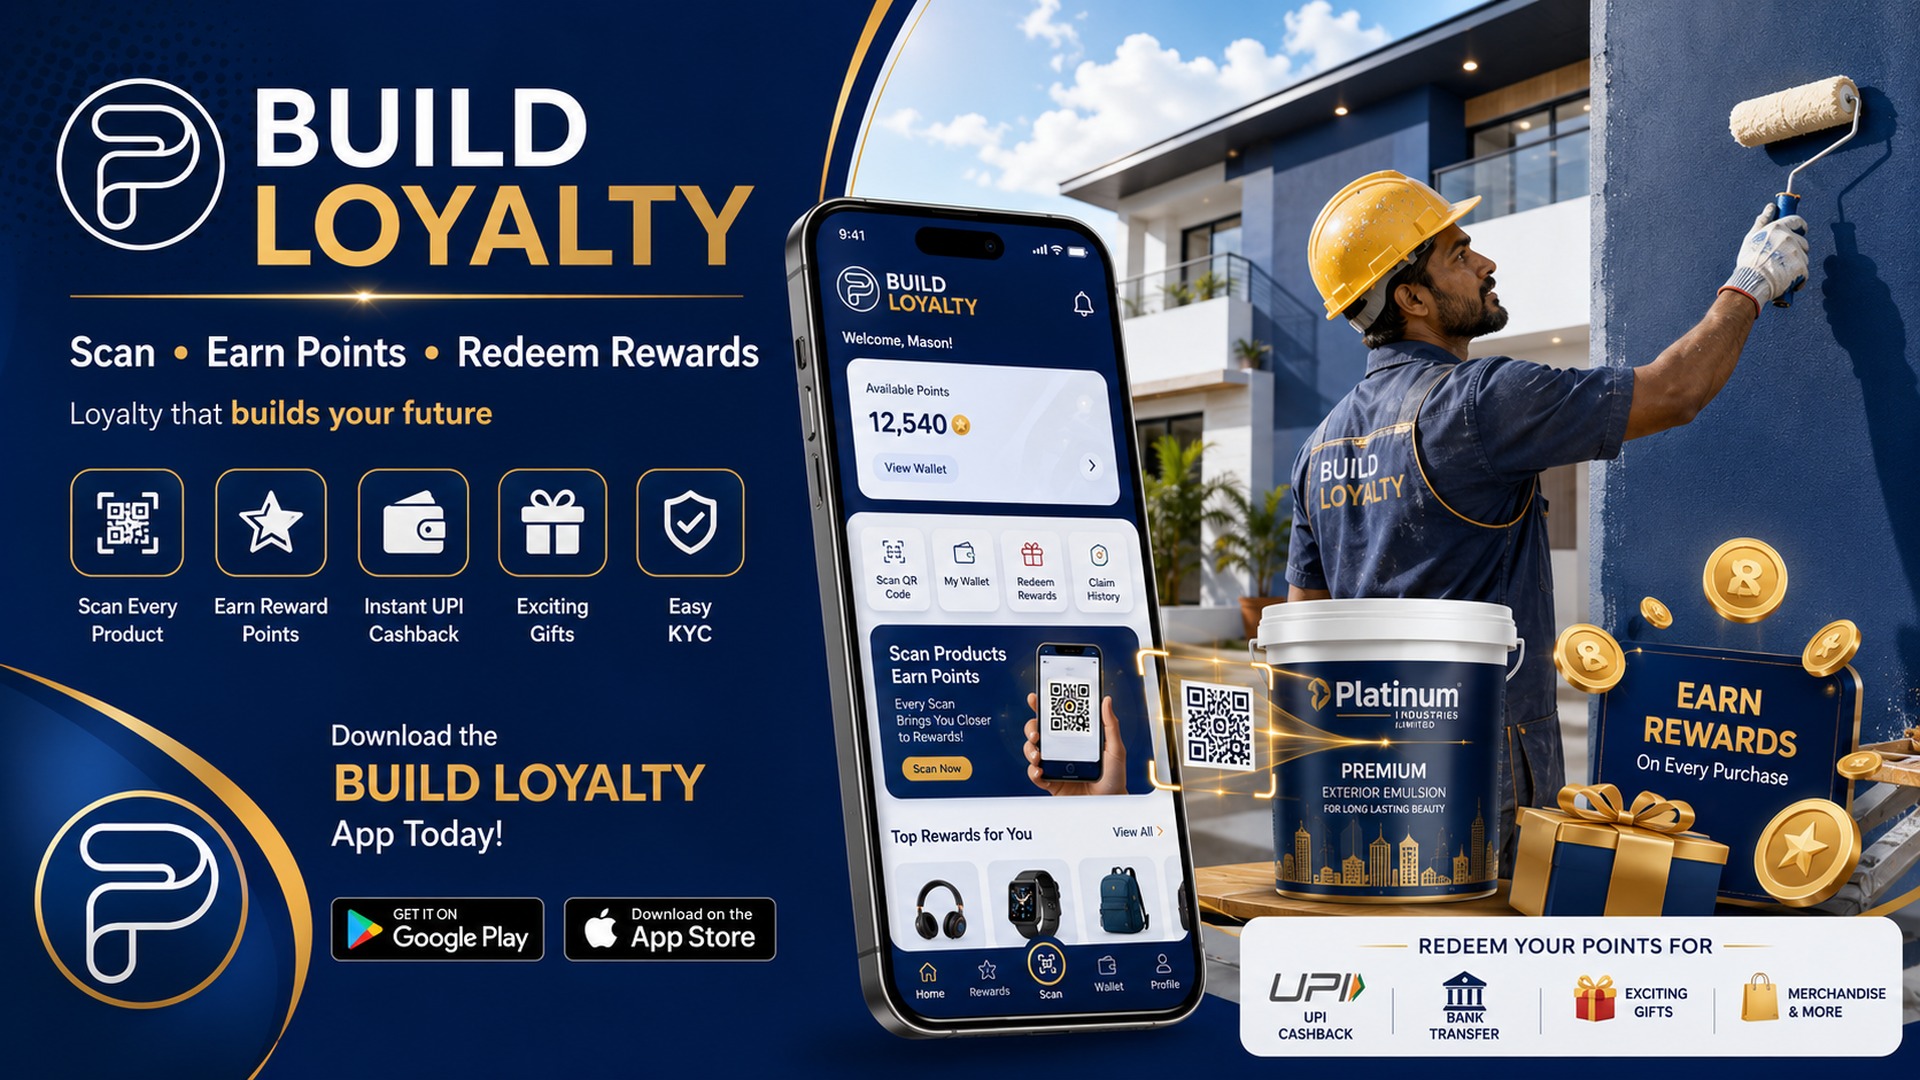 BUILD
LOYALTY
Scan • Earn Points • Redeem Rewards
Loyalty that builds your future
Scan Every
Product
Earn Reward
Points
Instant UPI
Cashback
Exciting
Gifts
Easy
KYC
Download the
BUILD LOYALTY
App Today!
GET IT ON
Google Play
Download on the
App Store
9:41
BUILD
LOYALTY
Welcome, Mason!
Available Points
12,540
View Wallet
Scan QR
Code
My Wallet
Redeem
Rewards
Claim
History
Scan Products
Earn Points
Every Scan
Brings You Closer
to Rewards!
Scan Now
Top Rewards for You
View All
Home
Rewards
Scan
Wallet
Profile
BUILD
LOYALTY
Platinum
INDUSTRIES
LIMITED
PREMIUM
EXTERIOR EMULSION
FOR LONG LASTING BEAUTY
EARN
REWARDS
On Every Purchase
REDEEM YOUR POINTS FOR
UPI
UPI
CASHBACK
BANK
TRANSFER
EXCITING
GIFTS
MERCHANDISE
& MORE